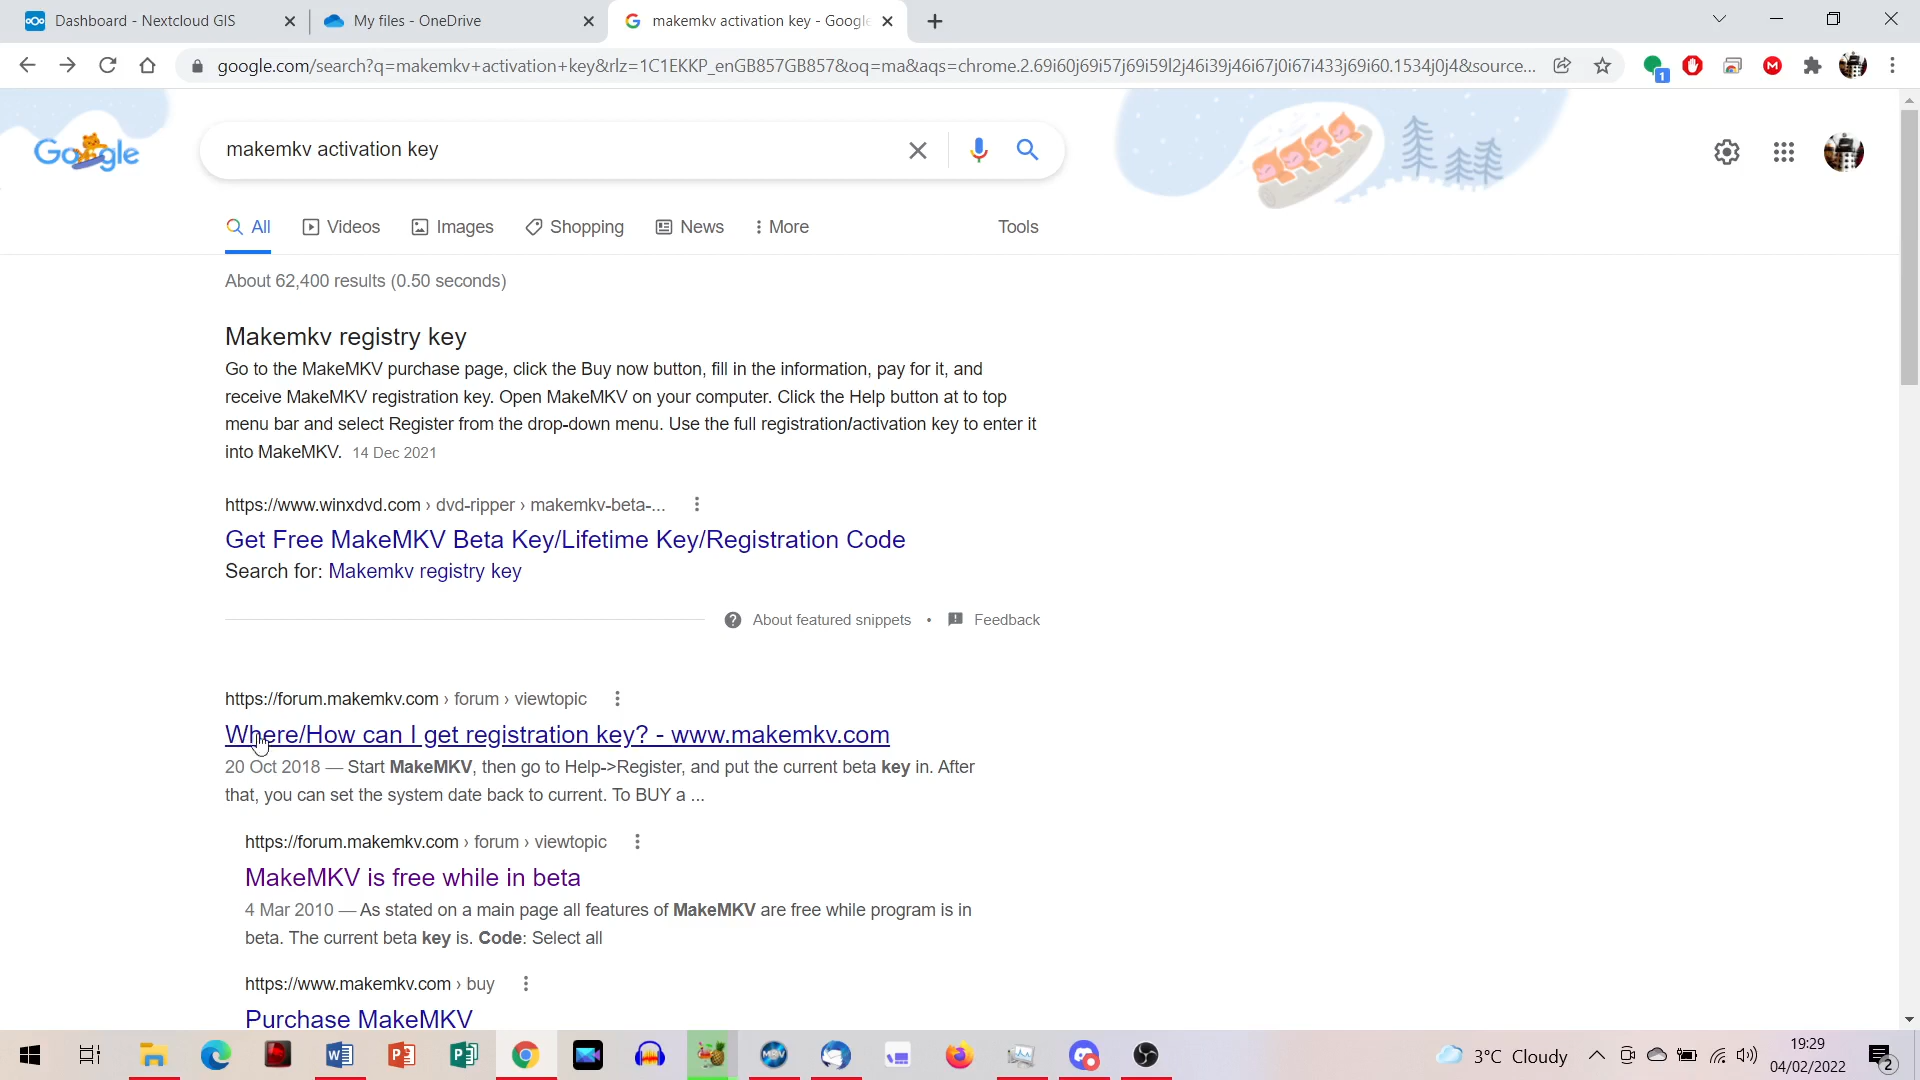 Dashboard - Nextcloud GIS
My files - OneDrive
makemkv activation key - Google
google.com/search?q=makemkv+activation+key&rlz=1C1EKKP_enGB857GB857&oq=ma&aqs=chrome.2.69i60j69i57j69i59l2j46i39j46i67j0i67i433j69i60.1534j0j4&source...
1
Google
makemkv activation key
All
Videos
Images
Shopping
News
More
Tools
About 62,400 results (0.50 seconds)
Makemkv registry key
Go to the MakeMKV purchase page, click the Buy now button, fill in the information, pay for it, and
receive MakeMKV registration key. Open MakeMKV on your computer. Click the Help button at to top
menu bar and select Register from the drop-down menu. Use the full registration/activation key to enter it
into MakeMKV. 14 Dec 2021
https://www.winxdvd.com › dvd-ripper › makemkv-beta-...
Get Free MakeMKV Beta Key/Lifetime Key/Registration Code
Search for: Makemkv registry key
About featured snippets • Feedback
https://forum.makemkv.com › forum › viewtopic
Where/How can I get registration key? - www.makemkv.com
20 Oct 2018 — Start MakeMKV, then go to Help->Register, and put the current beta key in. After
that, you can set the system date back to current. To BUY a ...
https://forum.makemkv.com › forum › viewtopic
MakeMKV is free while in beta
4 Mar 2010 — As stated on a main page all features of MakeMKV are free while program is in
beta. The current beta key is. Code: Select all
https://www.makemkv.com › buy
Purchase MakeMKV
3°C Cloudy
19:29
04/02/2022
2